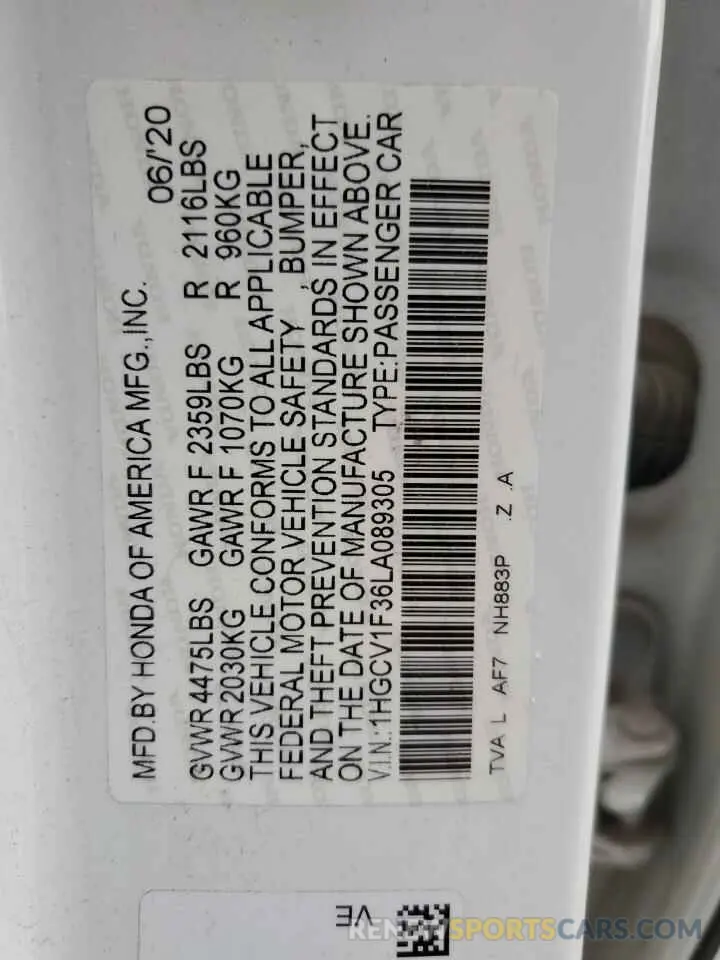 MFD.BY HONDA OF AMERICA MFG.,INC. 06/'20
GVWR 4475LBS GAWR F 2359LBS R 2116LBS
GVWR 2030KG GAWR F 1070KG R 960KG
THIS VEHICLE CONFORMS TO ALL APPLICABLE
FEDERAL MOTOR VEHICLE SAFETY , BUMPER,
AND THEFT PREVENTION STANDARDS IN EFFECT
ON THE DATE OF MANUFACTURE SHOWN ABOVE.
V.I.N.:1HGCV1F36LA089305 TYPE:PASSENGER CAR
TVA L AF7 NH883P .Z .A
VE
RENEWSPORTSCARS.COM